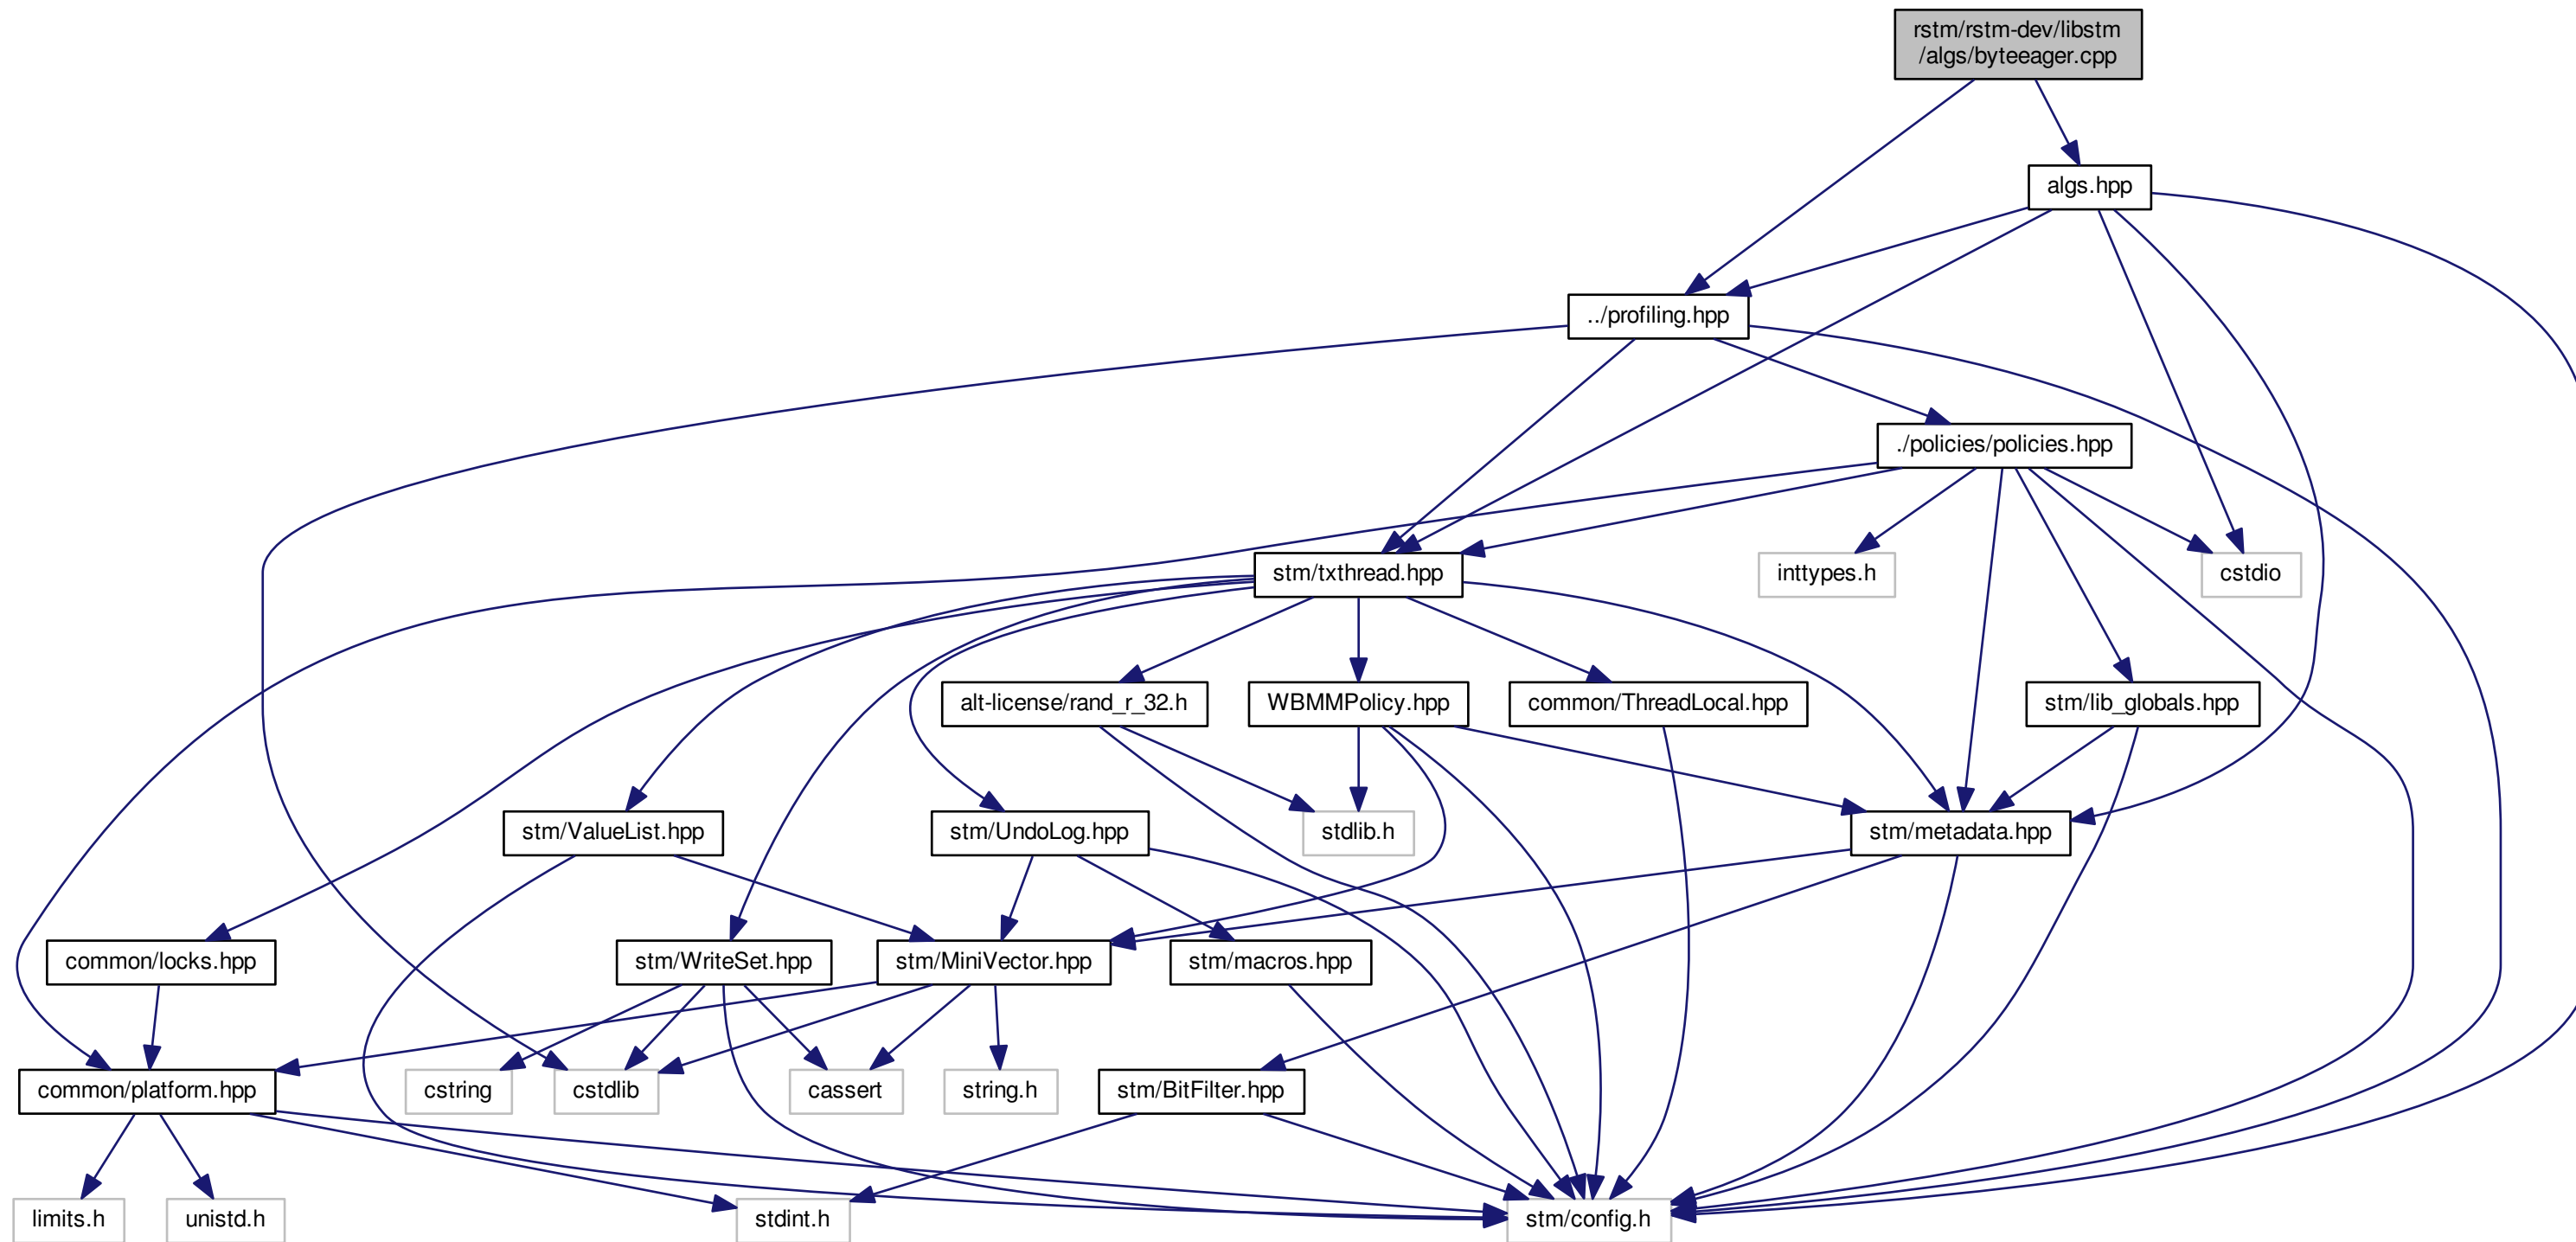 rstm/rstm-dev/libstm
/algs/byteeager.cpp
algs.hpp
../profiling.hpp
./policies/policies.hpp
stm/txthread.hpp
inttypes.h
cstdio
alt-license/rand_r_32.h
WBMMPolicy.hpp
common/ThreadLocal.hpp
stm/lib_globals.hpp
stm/ValueList.hpp
stm/UndoLog.hpp
stdlib.h
stm/metadata.hpp
common/locks.hpp
stm/WriteSet.hpp
stm/MiniVector.hpp
stm/macros.hpp
common/platform.hpp
cstring
cstdlib
cassert
string.h
stm/BitFilter.hpp
limits.h
unistd.h
stdint.h
stm/config.h